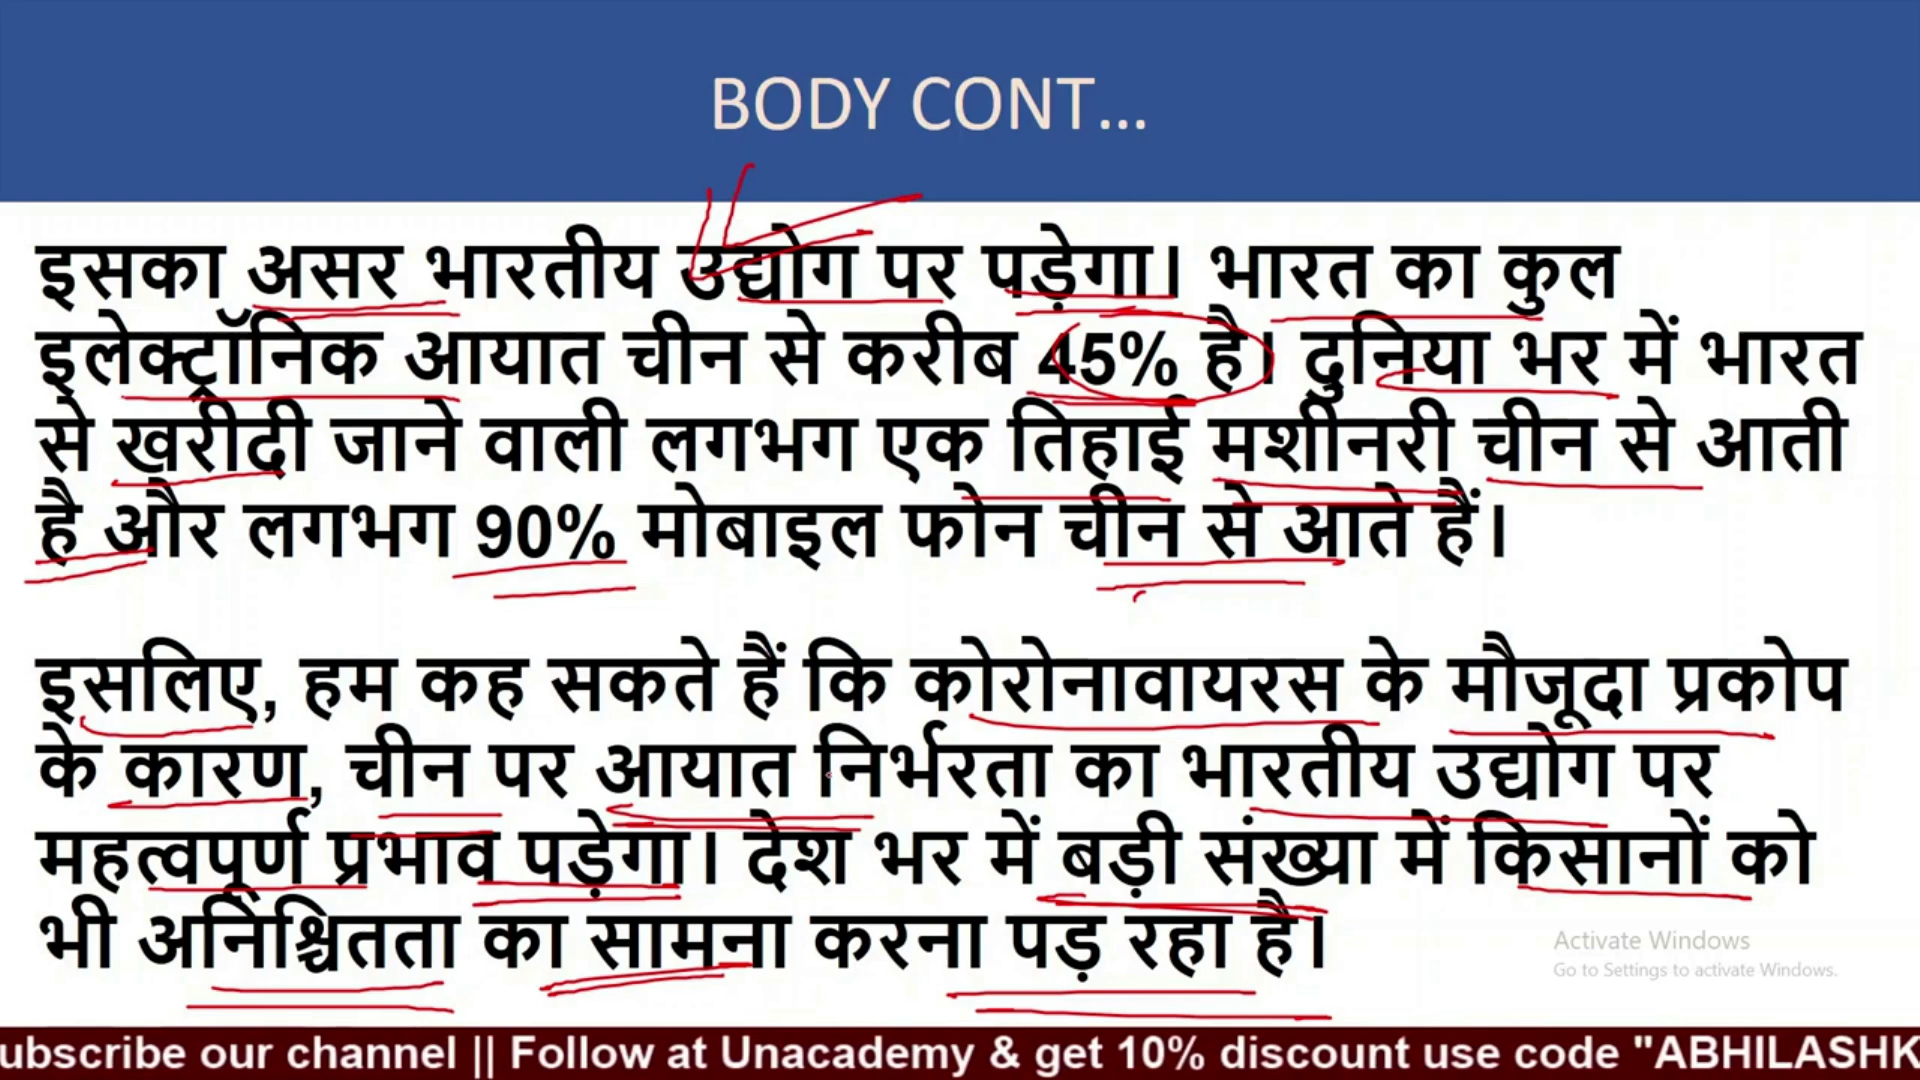 BODY CONT...
इसका असर भारतीय उद्योग पर पड़ेगा। भारत का कुल
इलेक्ट्रॉनिक आयात चीन से करीब 45% है। दुनिया भर में भारत
से खरीदी जाने वाली लगभग एक तिहाई मशीनरी चीन से आती
है और लगभग 90% मोबाइल फोन चीन से आते हैं।
इसलिए, हम कह सकते हैं कि कोरोनावायरस के मौजूदा प्रकोप
के कारण, चीन पर आयात निर्भरता का भारतीय उद्योग पर
महत्वपूर्ण प्रभाव पड़ेगा। देश भर में बड़ी संख्या में किसानों को
भी अनिश्चितता का सामना करना पड़ रहा है।
Activate Windows
Go to Settings to activate Windows.
ubscribe our channel || Follow at Unacademy & get 10% discount use code "ABHILASHK